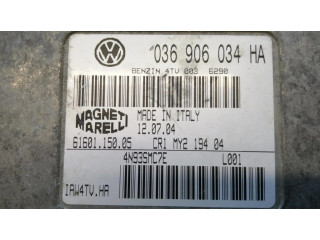 VW
036 906 034 HA
BENZIN 4TV 003 6290
MAGNETI
MARELLI
MADE IN ITALY
12.07.04
61601.150.05 CR1 MY2 194 04
4N93SMC7E L001
IAW4TV.HA